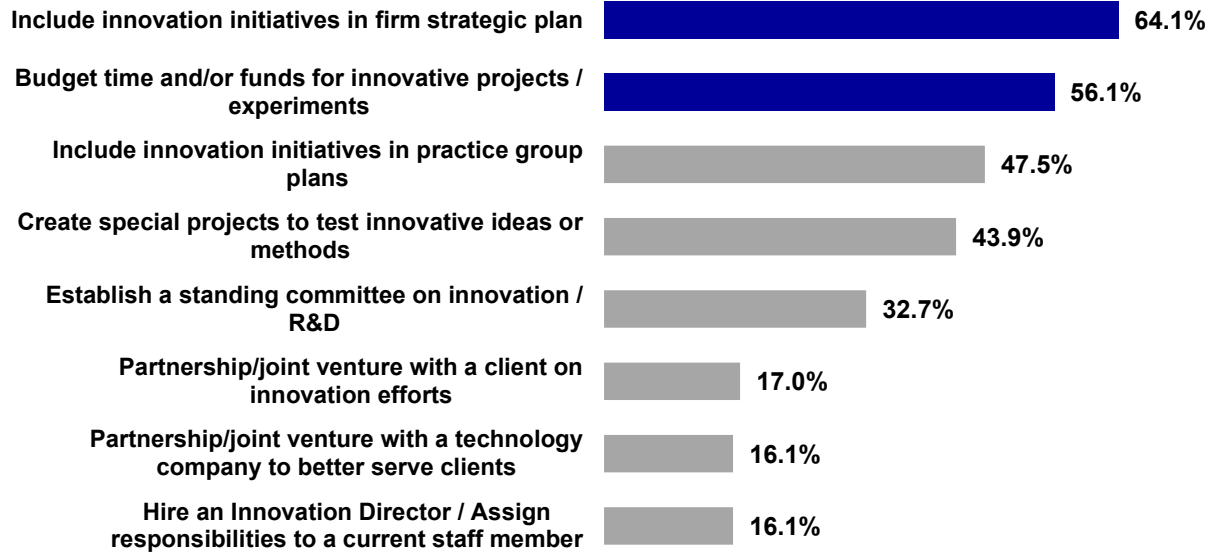 Include innovation initiatives in firm strategic plan
64.1%
Budget time and/or funds for innovative projects /
experiments
56.1%
Include innovation initiatives in practice group
plans
47.5%
Create special projects to test innovative ideas or
methods
43.9%
Establish a standing committee on innovation /
R&D
32.7%
Partnership/joint venture with a client on
innovation efforts
17.0%
Partnership/joint venture with a technology
company to better serve clients
16.1%
Hire an Innovation Director / Assign
responsibilities to a current staff member
16.1%